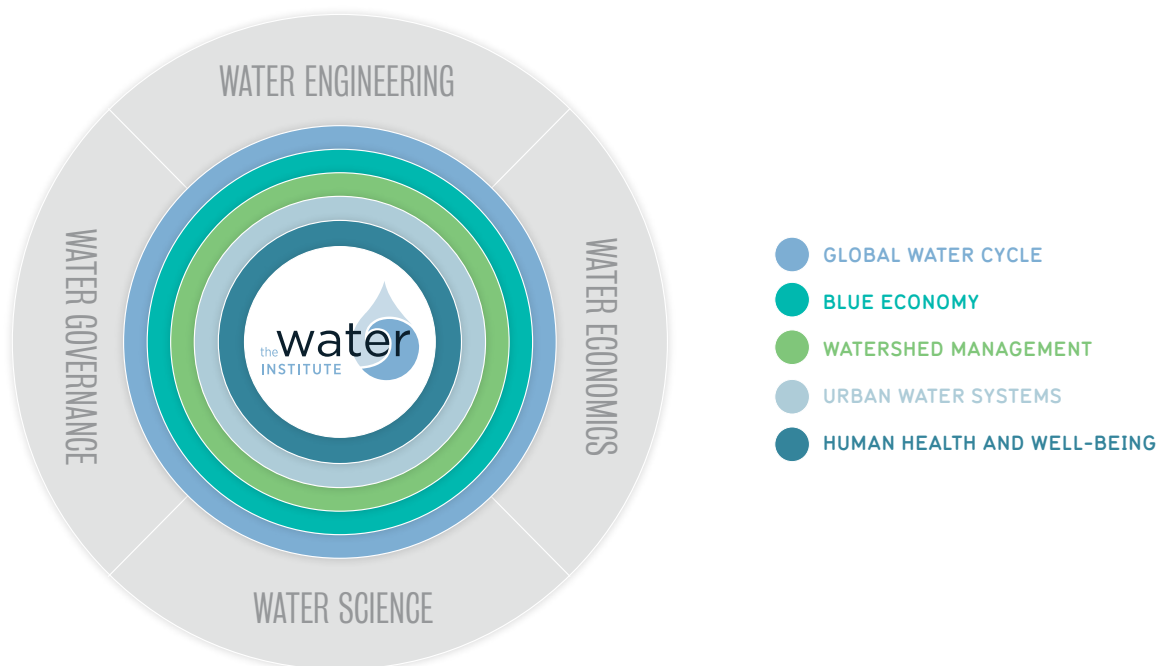 WATER ENGINEERING
WATER GOVERNANCE
WATER ECONOMICS
the water
INSTITUTE
WATER SCIENCE
GLOBAL WATER CYCLE
BLUE ECONOMY
WATERSHED MANAGEMENT
URBAN WATER SYSTEMS
HUMAN HEALTH AND WELL-BEING